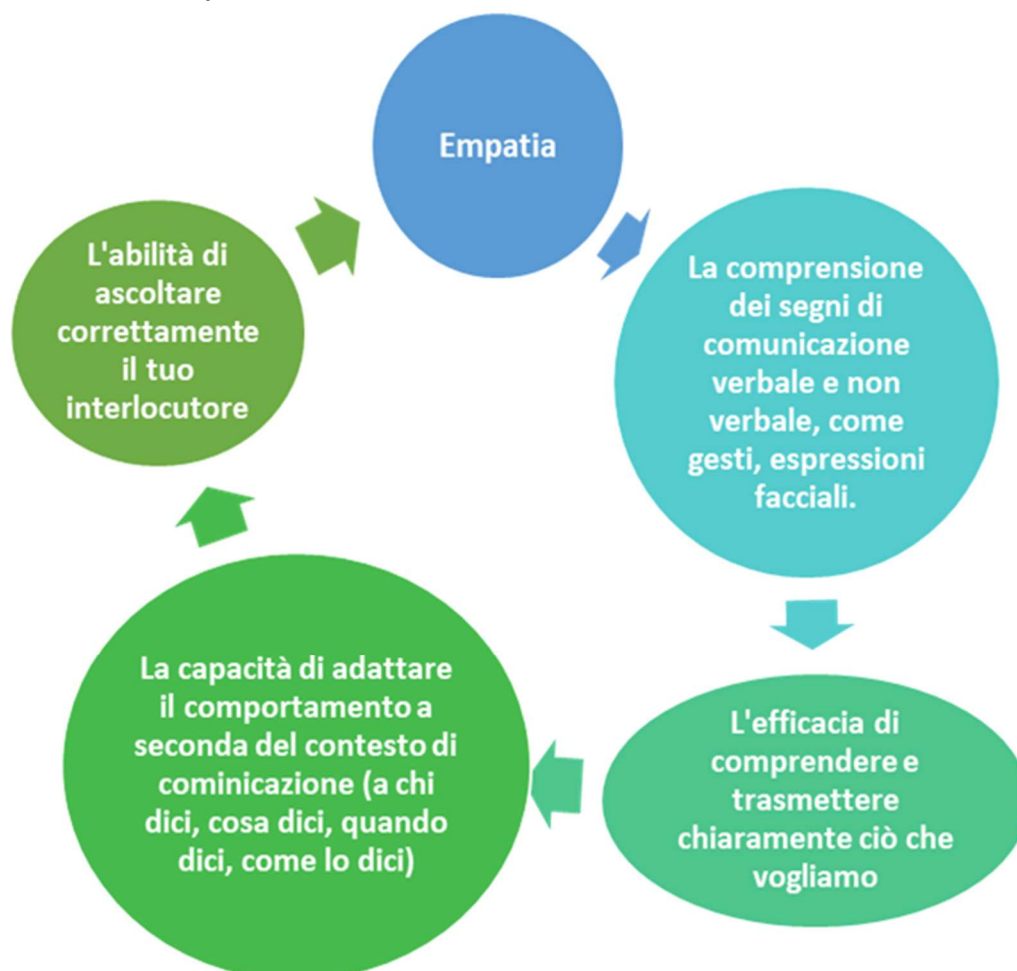 Empatia
La comprensione
dei segni di
comunicazione
verbale e non
verbale, come
gesti, espressioni
facciali.
L'efficacia di
comprendere e
trasmettere
chiaramente ciò che
vogliamo
La capacità di adattare
il comportamento a
seconda del contesto di
cominicazione (a chi
dici, cosa dici, quando
dici, come lo dici)
L'abilità di
ascoltare
correttamente
il tuo
interlocutore